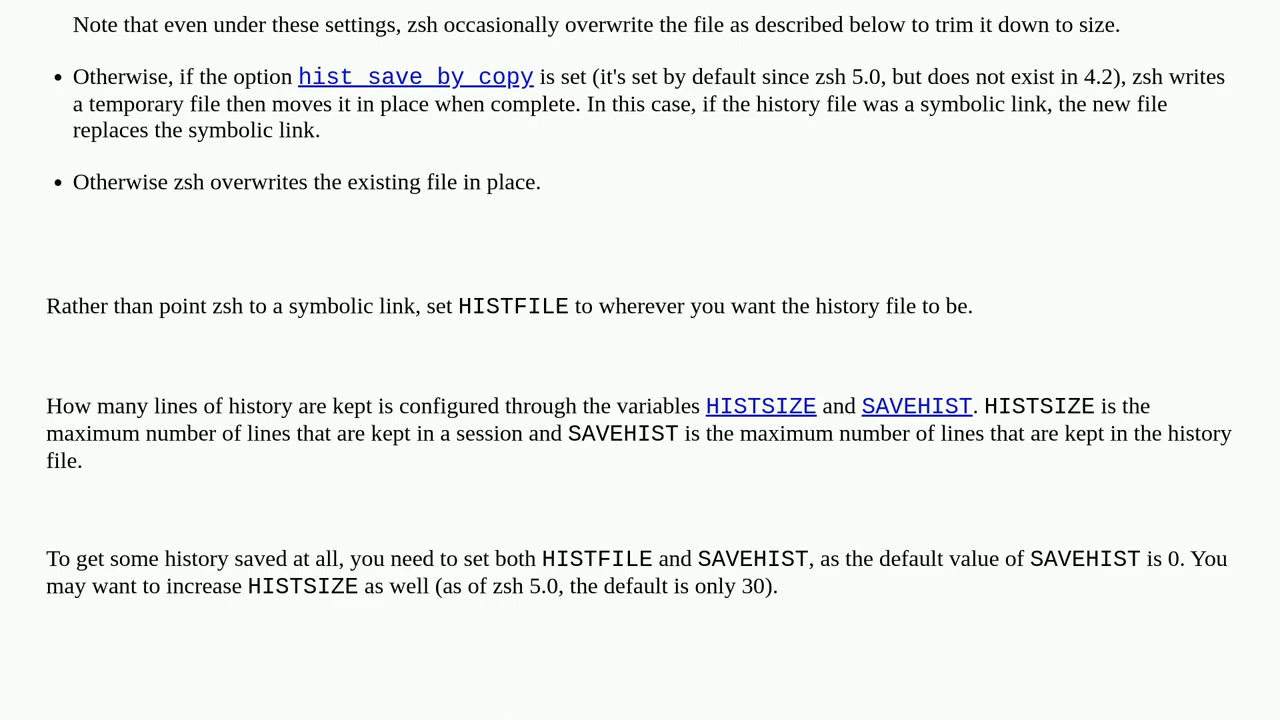 Note that even under these settings, zsh occasionally overwrite the file as described below to trim it down to size.
• Otherwise, if the option hist_save_by_copy is set (it's set by default since zsh 5.0, but does not exist in 4.2), zsh writes
a temporary file then moves it in place when complete. In this case, if the history file was a symbolic link, the new file
replaces the symbolic link.
• Otherwise zsh overwrites the existing file in place.
Rather than point zsh to a symbolic link, set HISTFILE to wherever you want the history file to be.
How many lines of history are kept is configured through the variables HISTSIZE and SAVEHIST. HISTSIZE is the
maximum number of lines that are kept in a session and SAVEHIST is the maximum number of lines that are kept in the history
file.
To get some history saved at all, you need to set both HISTFILE and SAVEHIST, as the default value of SAVEHIST is 0. You
may want to increase HISTSIZE as well (as of zsh 5.0, the default is only 30).